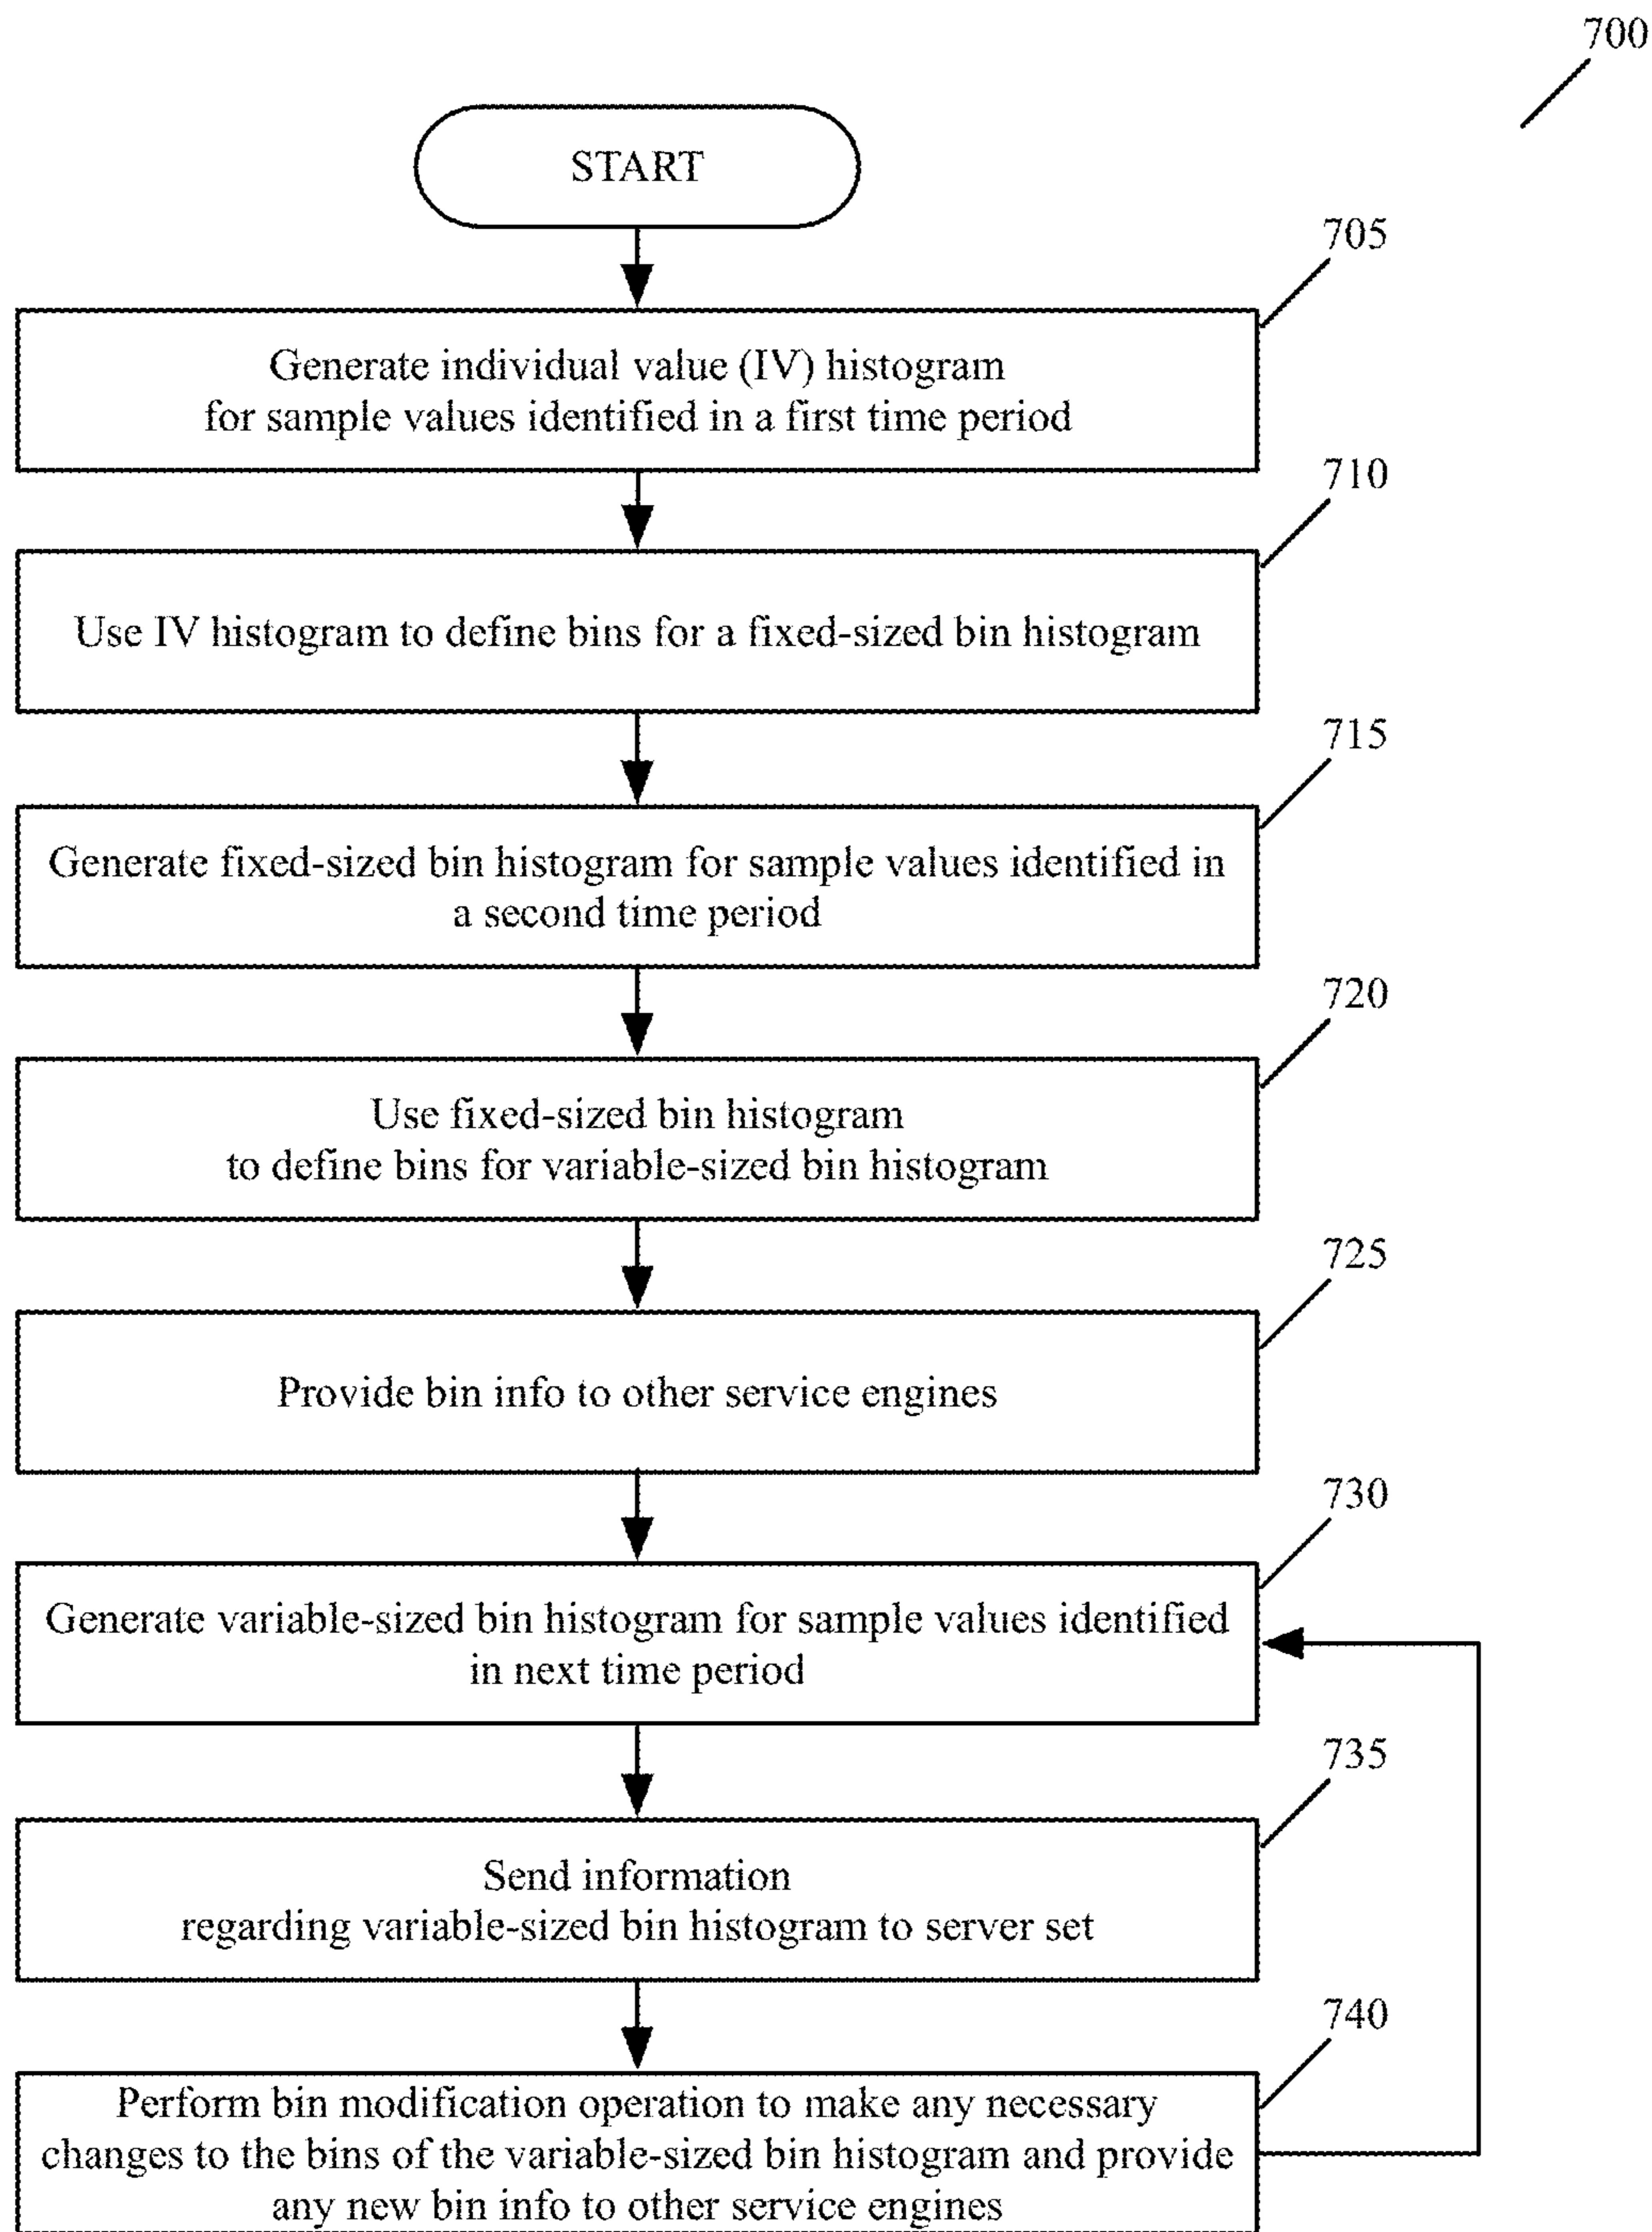 700
START
705
Generate individual value (IV) histogram
for sample values identified in a first time period
710
Use IV histogram to define bins for a fixed-sized bin histogram
715
Generate fixed-sized bin histogram for sample values identified in
a second time period
720
Use fixed-sized bin histogram
to define bins for variable-sized bin histogram
725
Provide bin info to other service engines
730
Generate variable-sized bin histogram for sample values identified
in next time period
735
Send information
regarding variable-sized bin histogram to server set
740
Perform bin modification operation to make any necessary
changes to the bins of the variable-sized bin histogram and provide
any new bin info to other service engines